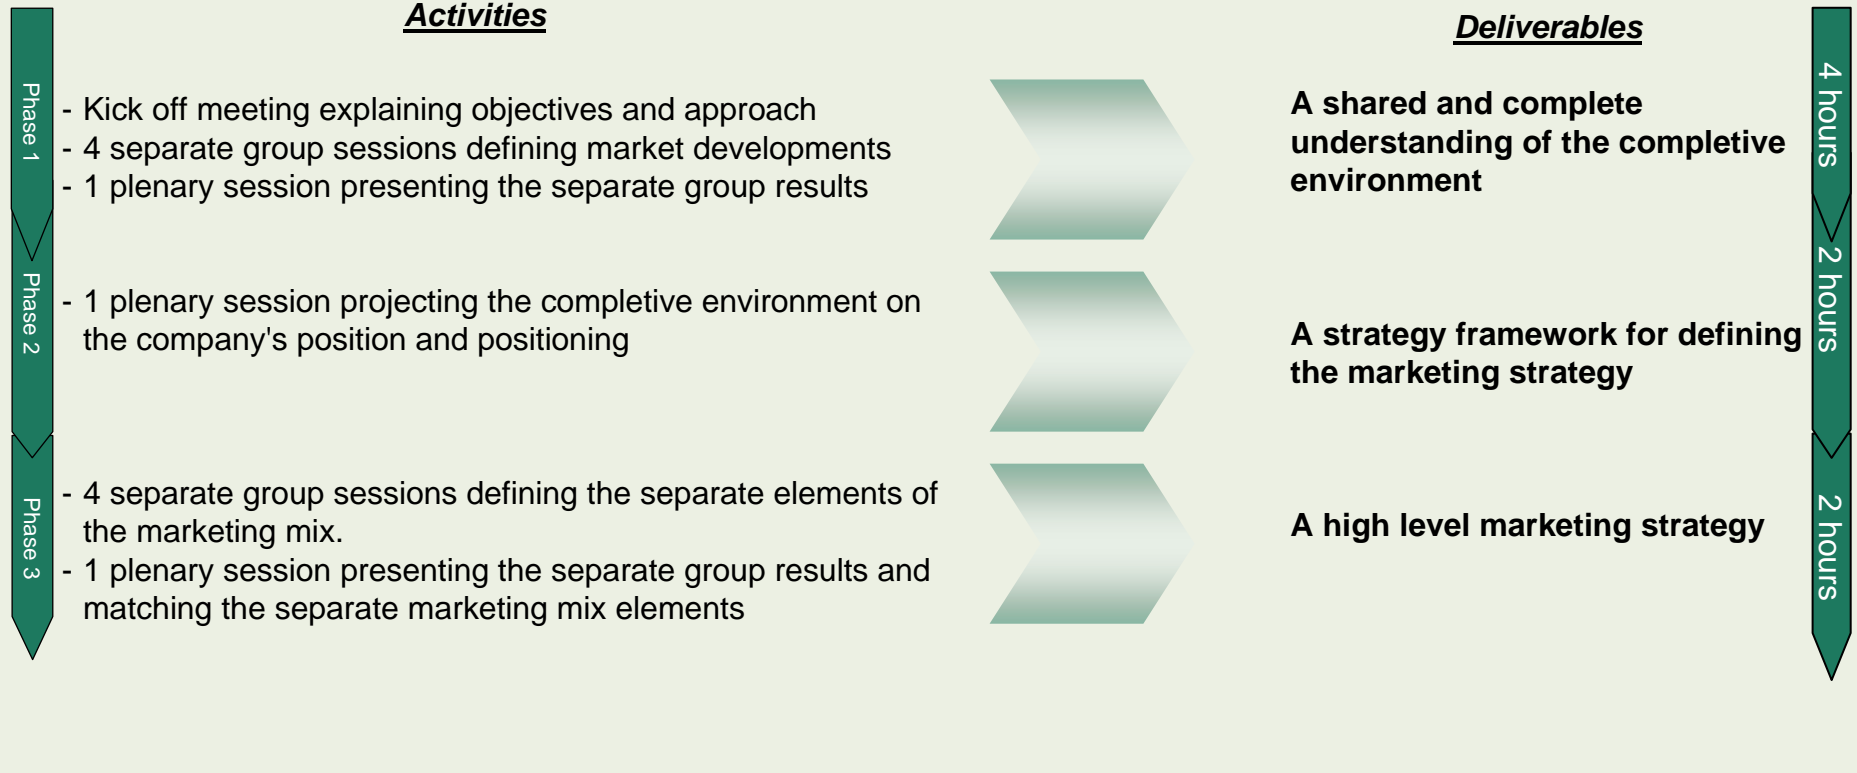 Activities
Deliverables
Phase 1
- Kick off meeting explaining objectives and approach
- 4 separate group sessions defining market developments
- 1 plenary session presenting the separate group results
A shared and complete
understanding of the completive
environment
4 hours
Phase 2
- 1 plenary session projecting the completive environment on
the company's position and positioning
A strategy framework for defining
the marketing strategy
2 hours
Phase 3
- 4 separate group sessions defining the separate elements of
the marketing mix.
- 1 plenary session presenting the separate group results and
matching the separate marketing mix elements
A high level marketing strategy
2 hours